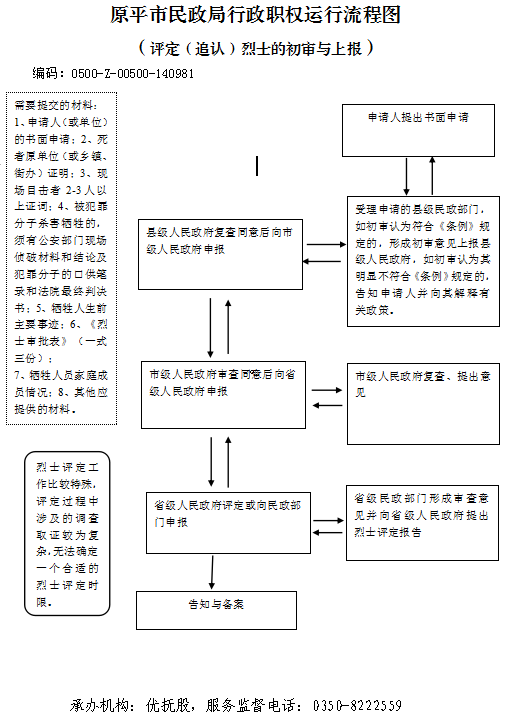 原平市民政局行政职权运行流程图
（评定（追认）烈士的初审与上报）
编码：0500-Z-00500-140981
需要提交的材料：
1、申请人（或单位）
的书面申请；2、死
者原单位（或乡镇、
街办）证明；3、现
场目击者 2-3人以
上证词；4、被犯罪
分子杀害牺牲的，
须有公安部门现场
侦破材料和结论及
犯罪分子的口供笔
录和法院最终判决
书；5、牺牲人生前
主要事迹；6、《烈
士审批表》（一式
三份）；
7、牺牲人员家庭成
员情况；8、其他应
提供的材料。
申请人提出书面申请
受理申请的县级民政部门，
如初审认为符合《条例》规
定的，形成初审意见上报县
级人民政府，如初审认为其
明显不符合《条例》规定的，
告知申请人并向其解释有
关政策。
县级人民政府复查同意后向市
级人民政府申报
市级人民政府审查同意后向省
级人民政府申报
市级人民政府复查、提出意
见
烈士评定工
作比较特殊，
评定过程中
涉及的调查
取证较为复
杂，无法确定
一个合适的
烈士评定时
限。
省级人民政府评定或向民政部
门申报
省级民政部门形成审查意
见并向省级人民政府提出
烈士评定报告
告知与备案
承办机构：优抚股，服务监督电话：0350-8222559